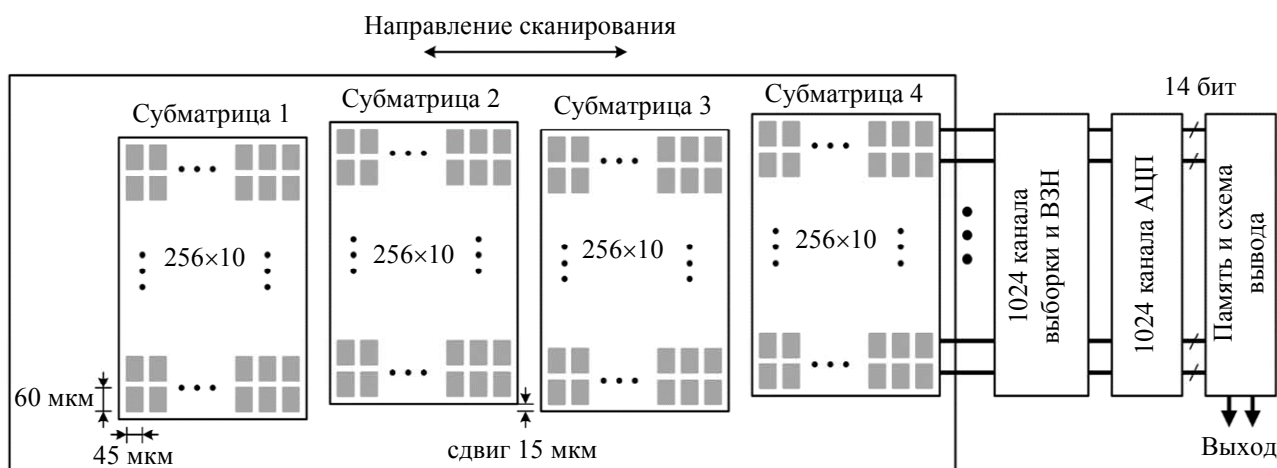 Направление сканирования
Субматрица 1
Субматрица 2
Субматрица 3
Субматрица 4
14 бит
256×10
256×10
256×10
256×10
1024 канала
выборки и ВЗН
1024 канала АЦП
Память и схема
вывода
60 мкм
45 мкм
сдвиг 15 мкм
Выход